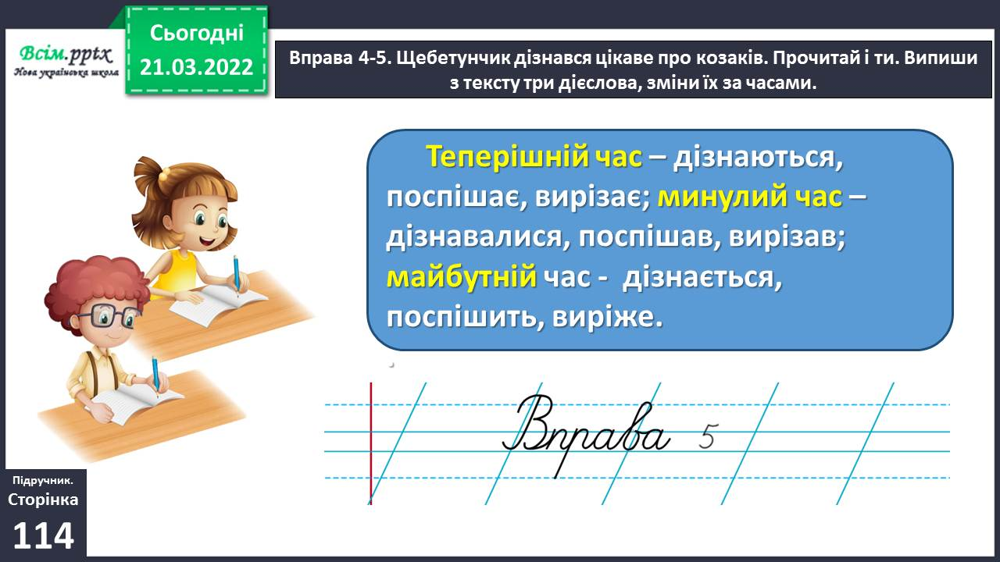 Всім.pptx
Нова українська школа
Сьогодні
21.03.2022
Вправа 4-5. Щебетунчик дізнався цікаве про козаків. Прочитай і ти. Випиши
з тексту три дієслова, зміни їх за часами.
Теперішній час – дізнаються,
поспішає, вирізає; минулий час –
дізнавалися, поспішав, вирізав;
майбутній час - дізнається,
поспішить, виріже.
.
Вправа 5
Підручник.
Сторінка
114